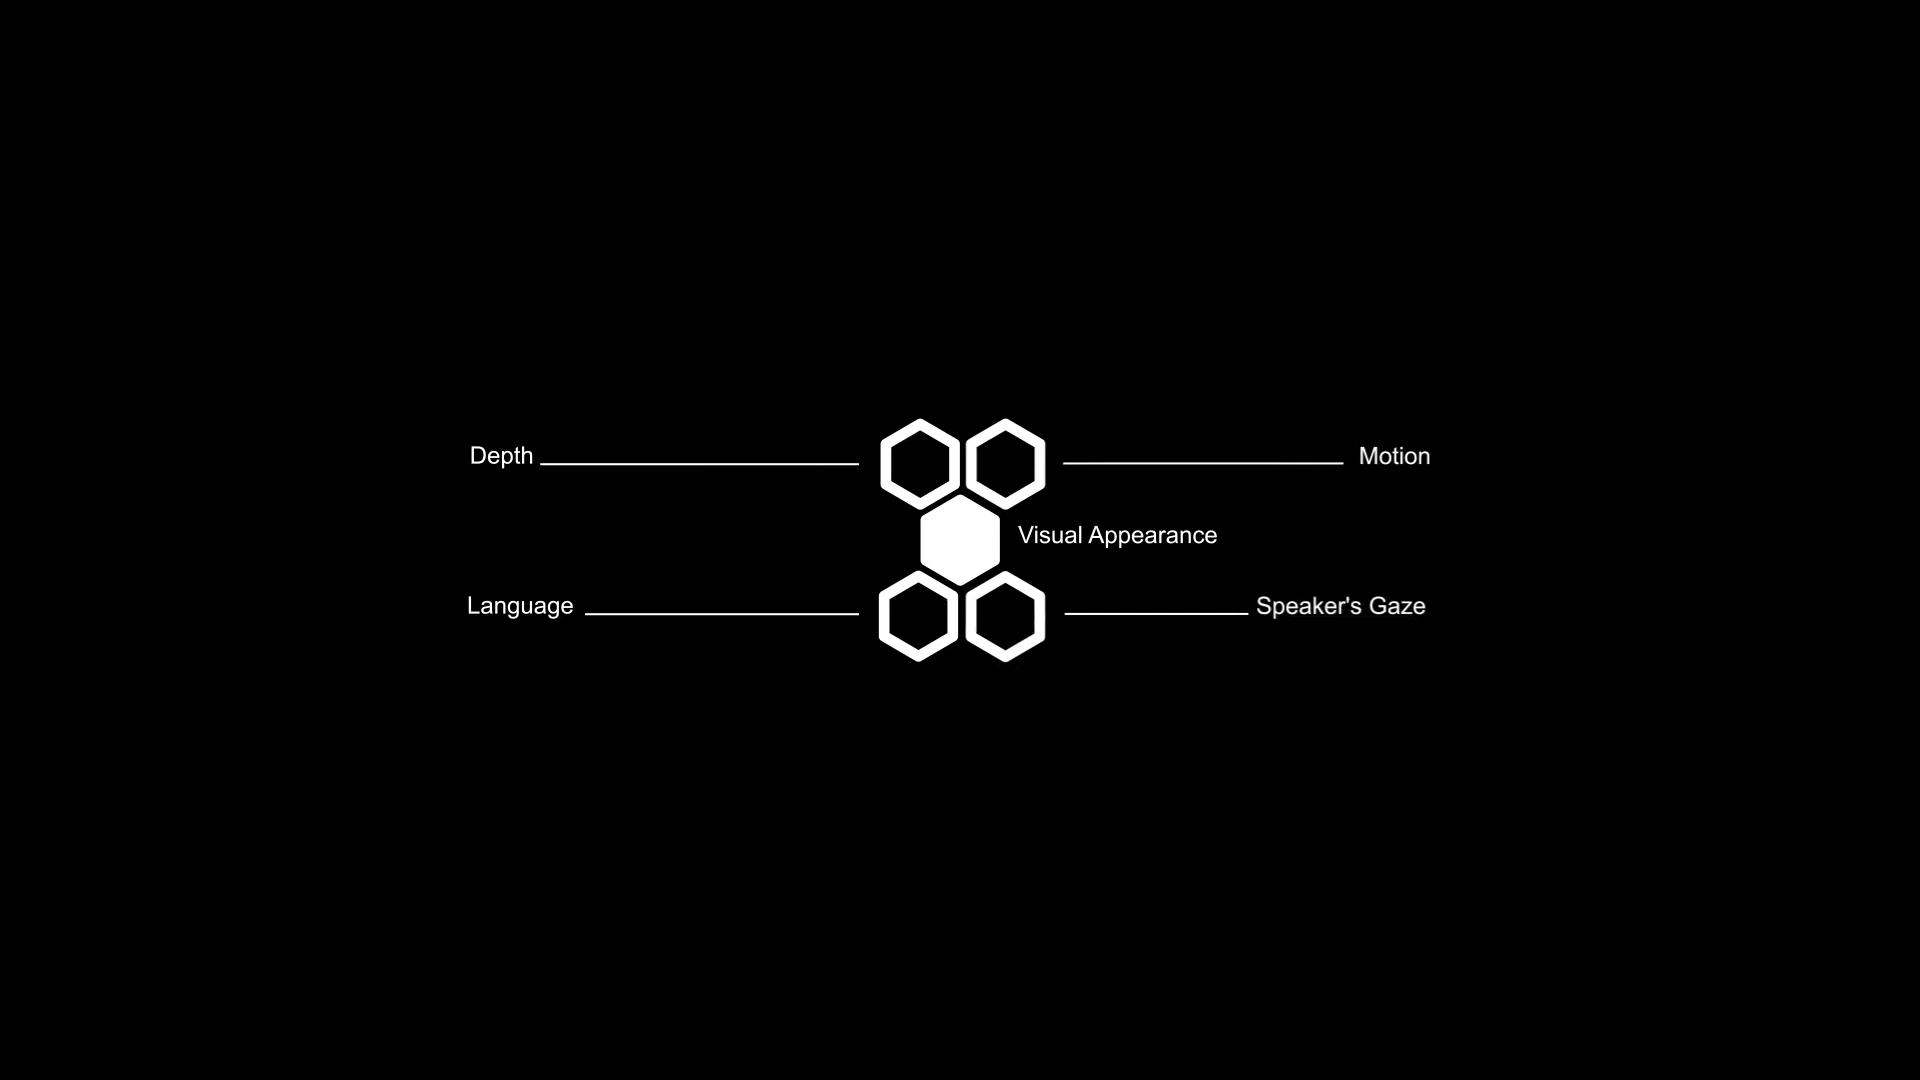 Depth
Motion
Visual Appearance
Language
Speaker's Gaze